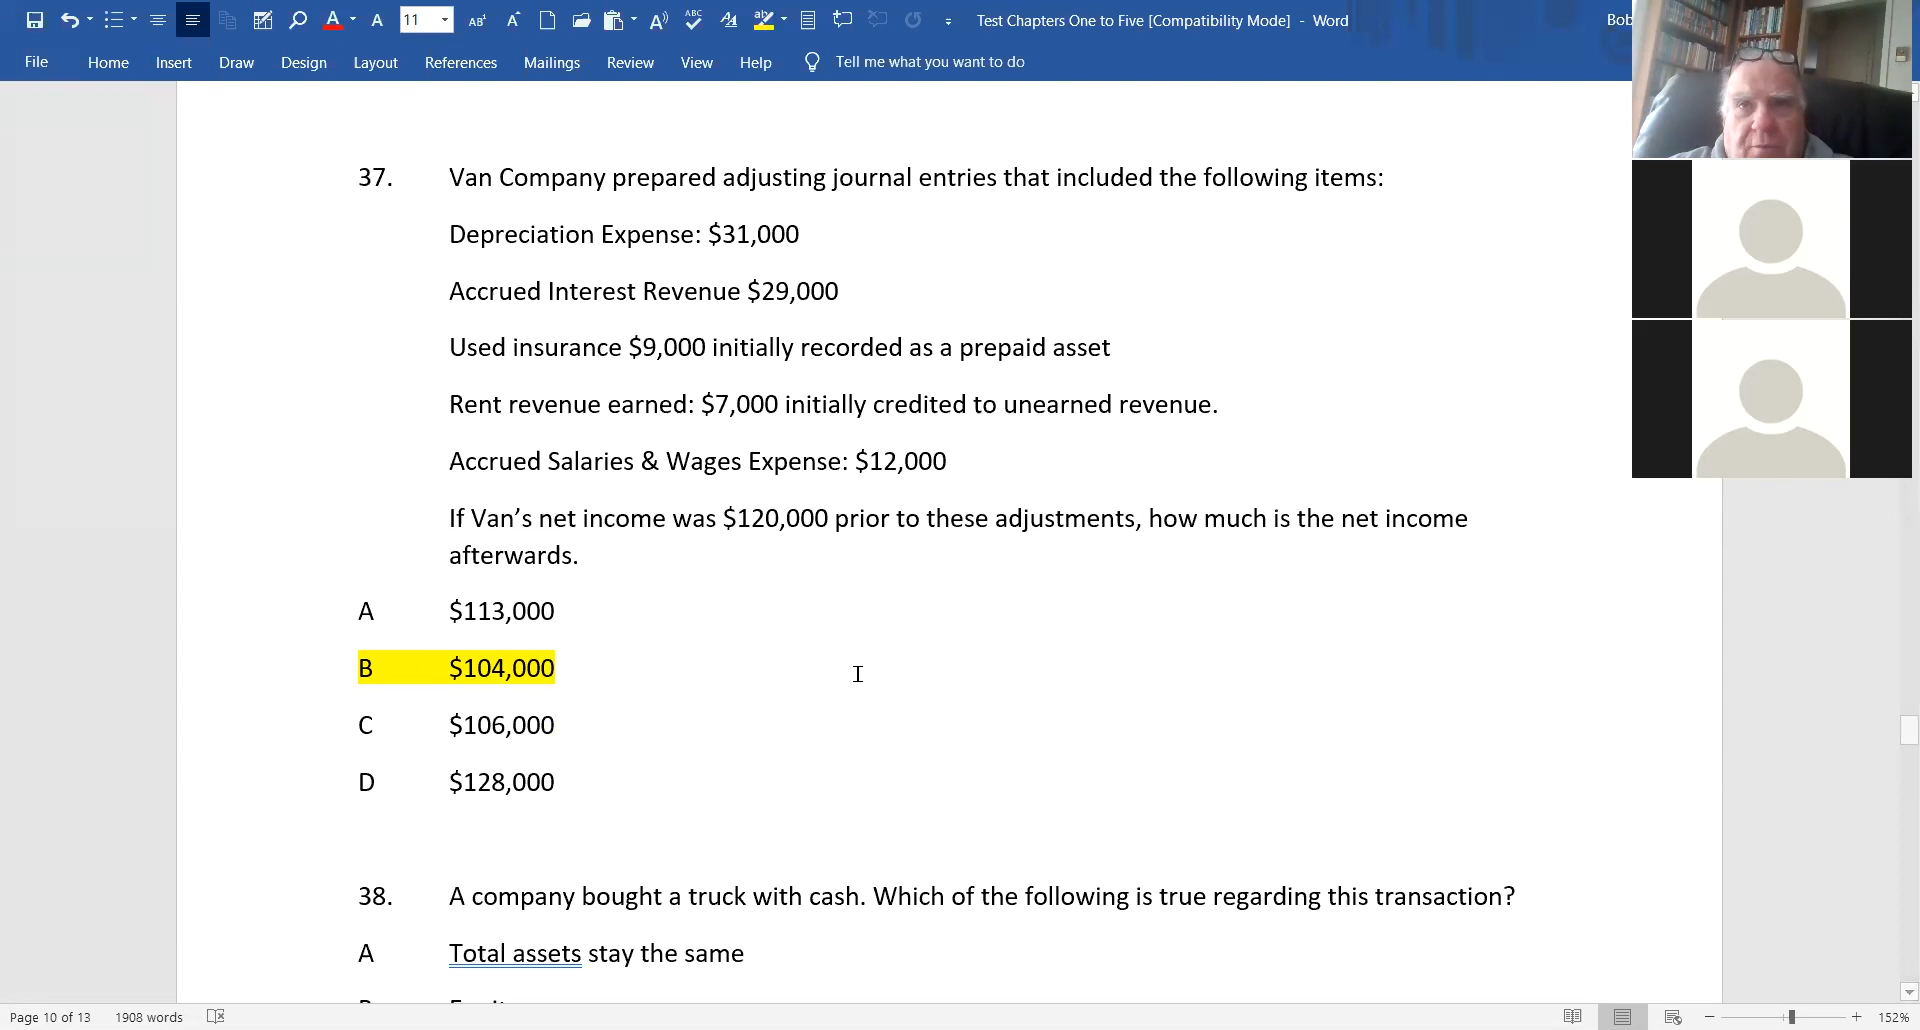 11
Test Chapters One to Five [Compatibility Mode] - Word
Bob
File Home Insert Draw Design Layout References Mailings Review View Help Tell me what you want to do
37. Van Company prepared adjusting journal entries that included the following items:
Depreciation Expense: $31,000
Accrued Interest Revenue $29,000
Used insurance $9,000 initially recorded as a prepaid asset
Rent revenue earned: $7,000 initially credited to unearned revenue.
Accrued Salaries & Wages Expense: $12,000
If Van’s net income was $120,000 prior to these adjustments, how much is the net income
afterwards.
A $113,000
B $104,000
C $106,000
D $128,000
38. A company bought a truck with cash. Which of the following is true regarding this transaction?
A Total assets stay the same
Page 10 of 13 1908 words 152%